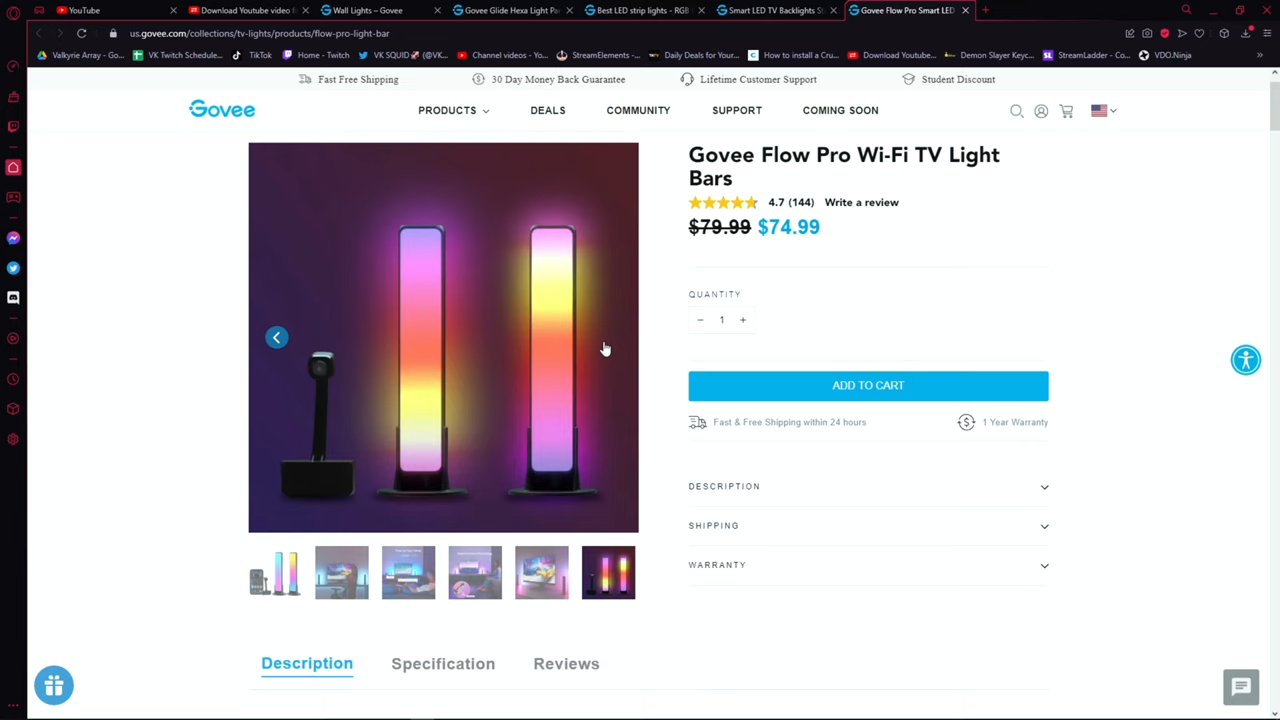 YouTube
Download Youtube video f
Wall Lights – Govee
Govee Glide Hexa Light Pa
Best LED strip lights - RGB
Smart LED TV Backlights St
Govee Flow Pro Smart LED
us.govee.com/collections/tv-lights/products/flow-pro-light-bar
Valkyrie Array - Go...
VK Twitch Schedule...
TikTok
Home - Twitch
VK SQUID🚀 (@VK...
Channel videos - Yo...
StreamElements - ...
Daily Deals for Your...
How to install a Cru...
Download Youtube...
Demon Slayer Keyc...
StreamLadder - Co...
VDO.Ninja
Fast Free Shipping
30 Day Money Back Guarantee
Lifetime Customer Support
Student Discount
Govee
PRODUCTS
DEALS
COMMUNITY
SUPPORT
COMING SOON
Govee Flow Pro Wi-Fi TV Light
Bars
4.7 (144) Write a review
$79.99 $74.99
QUANTITY
− 1 +
ADD TO CART
Fast & Free Shipping within 24 hours
1 Year Warranty
DESCRIPTION
SHIPPING
WARRANTY
Description
Specification
Reviews